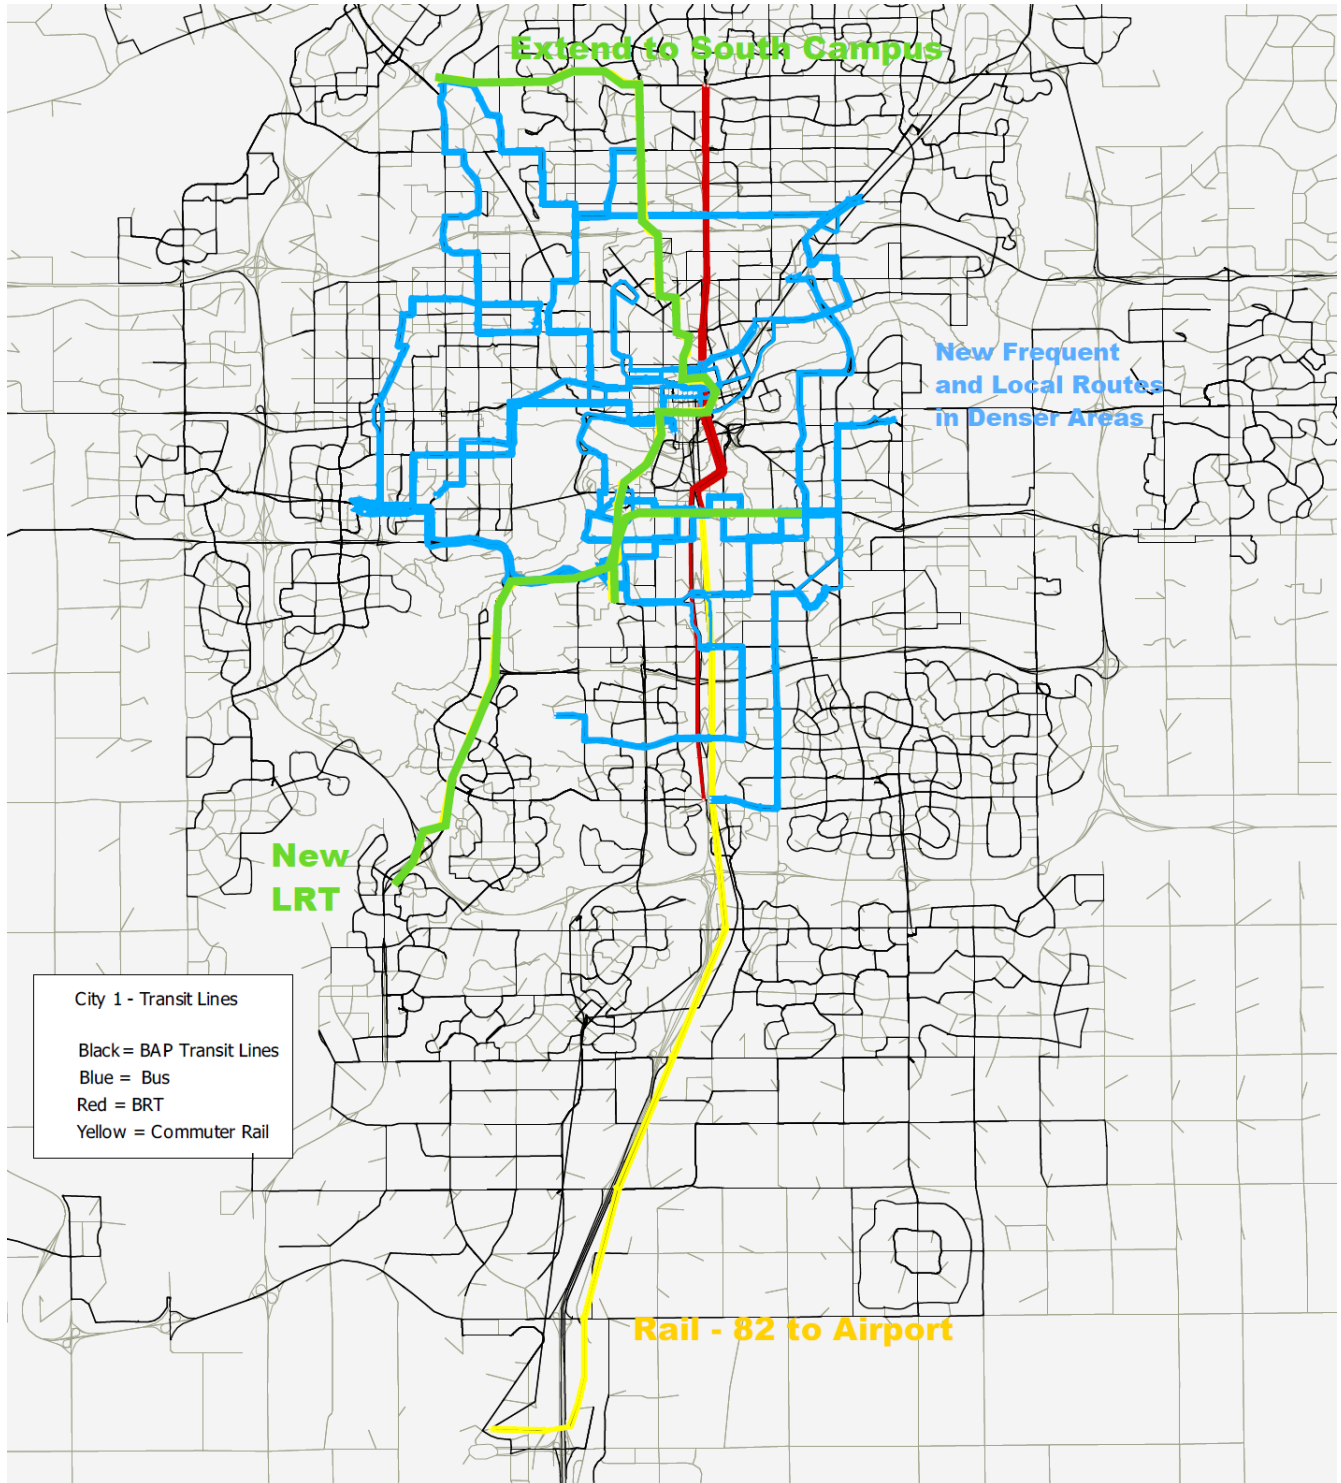 Extend to South Campus
New Frequent
and Local Routes
in Denser Areas
New
LRT
City 1 - Transit Lines
Black = BAP Transit Lines
Blue = Bus
Red = BRT
Yellow = Commuter Rail
Rail - 82 to Airport